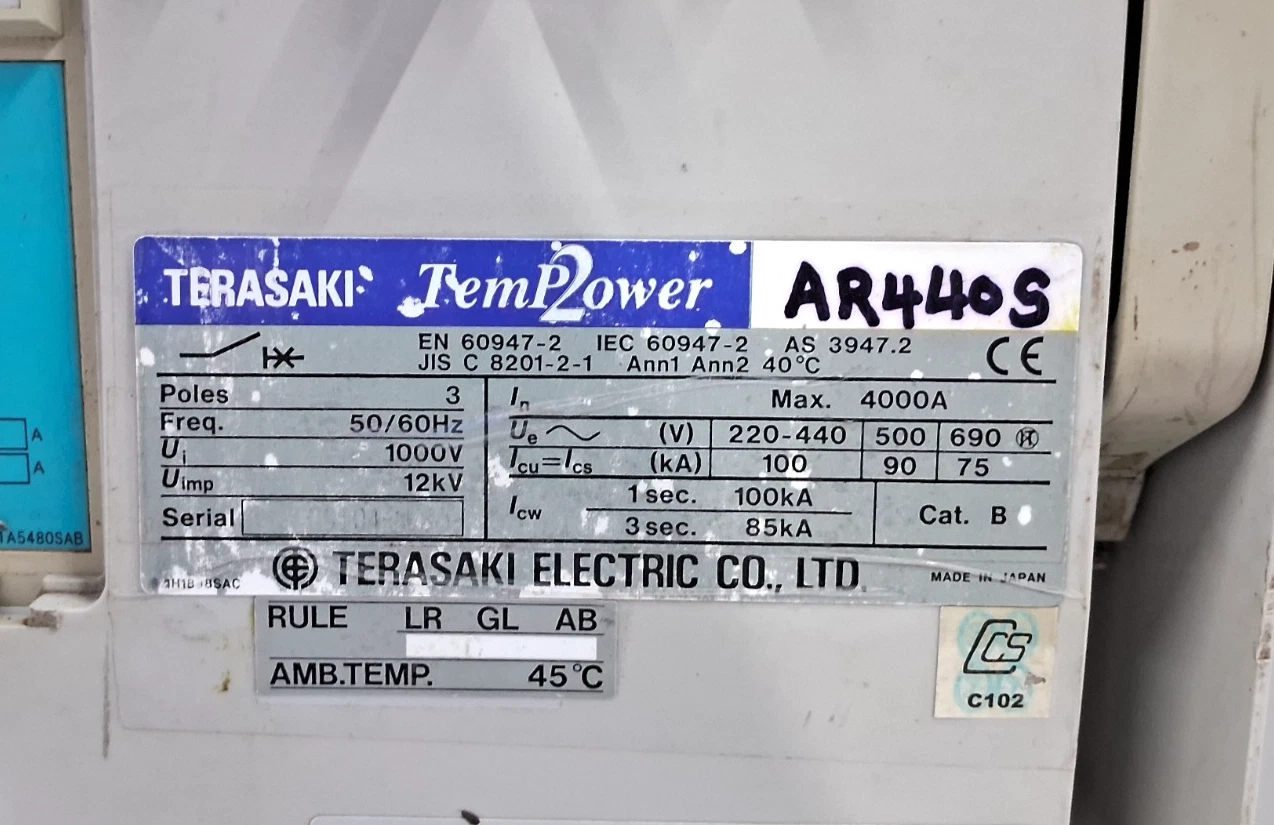 TERASAKI TemPower2 AR440S
EN 60947-2 IEC 60947-2 AS 3947.2
JIS C 8201-2-1 Ann1 Ann2 40°C
CE
Poles 3
Freq. 50/60Hz
Ui 1000V
Uimp 12kV
Serial
In Max. 4000A
Ue (V) 220-440 500 690
Icu=Ics (kA) 100 90 75
Icw 1 sec. 100kA
3 sec. 85kA
Cat. B
TERASAKI ELECTRIC CO., LTD.
MADE IN JAPAN
RULE LR GL AB
AMB.TEMP. 45°C
CS
C102
A
A
TA5480SAB